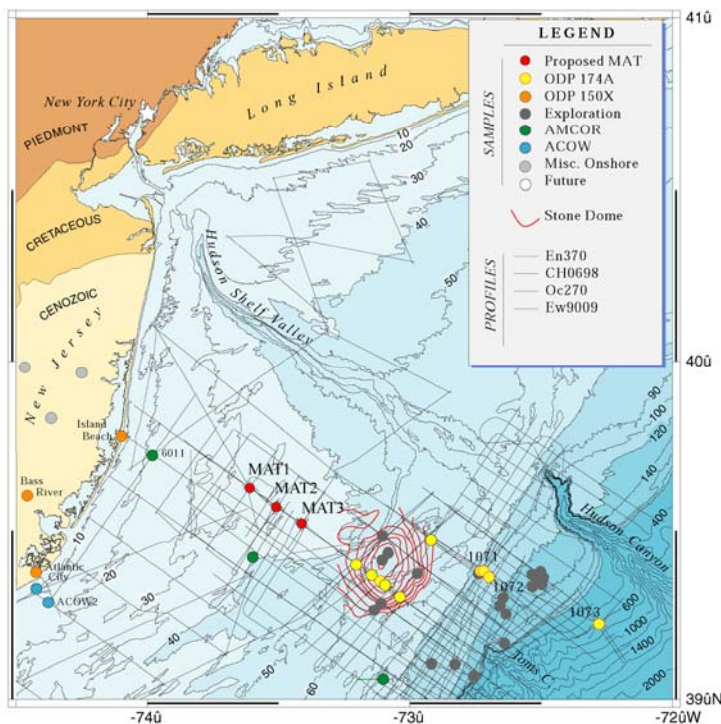 41û
40û
39ûN
-74û
-73û
-72ûW
LEGEND
SAMPLES
Proposed MAT
ODP 174A
ODP 150X
Exploration
AMCOR
ACOW
Misc. Onshore
Future
Stone Dome
PROFILES
En370
CH0698
Oc270
Ew9009
New York City
Long Island
PIEDMONT
CRETACEOUS
CENOZOIC
New Jersey
Hudson Shelf Valley
Island
Beach
6011
Bass
River
Atlantic
City
ACOW2
MAT1
MAT2
MAT3
1071
1072
1073
Hudson Canyon
Toms C.
10
20
30
40
50
90
100
120
140
400
600
1000
1400
2000
10
20
30
40
50
60